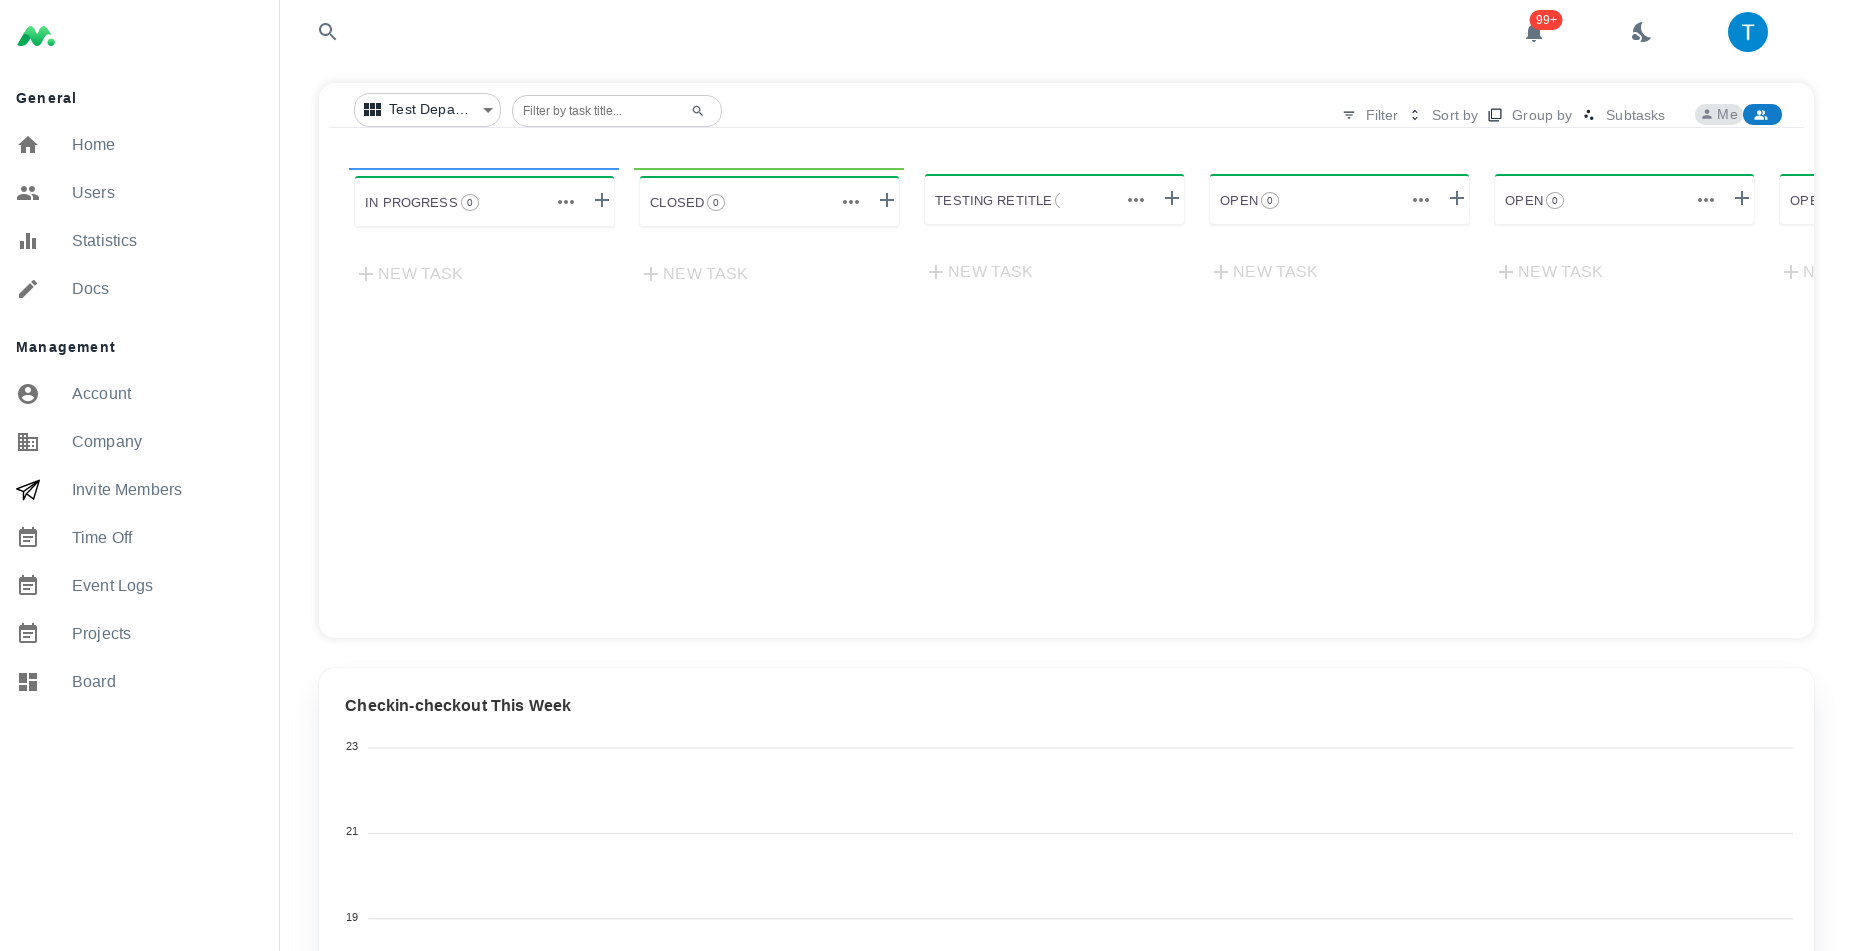 99+
T
General
Home
Users
Statistics
Docs
Management
Account
Company
Invite Members
Time Off
Event Logs
Projects
Board
Test Depa...
Filter by task title...
Filter
Sort by
Group by
Subtasks
Me
IN PROGRESS 0
CLOSED 0
TESTING RETITLE
OPEN 0
OPEN 0
OPE
NEW TASK
NEW TASK
NEW TASK
NEW TASK
NEW TASK
N
Checkin-checkout This Week
23
21
19